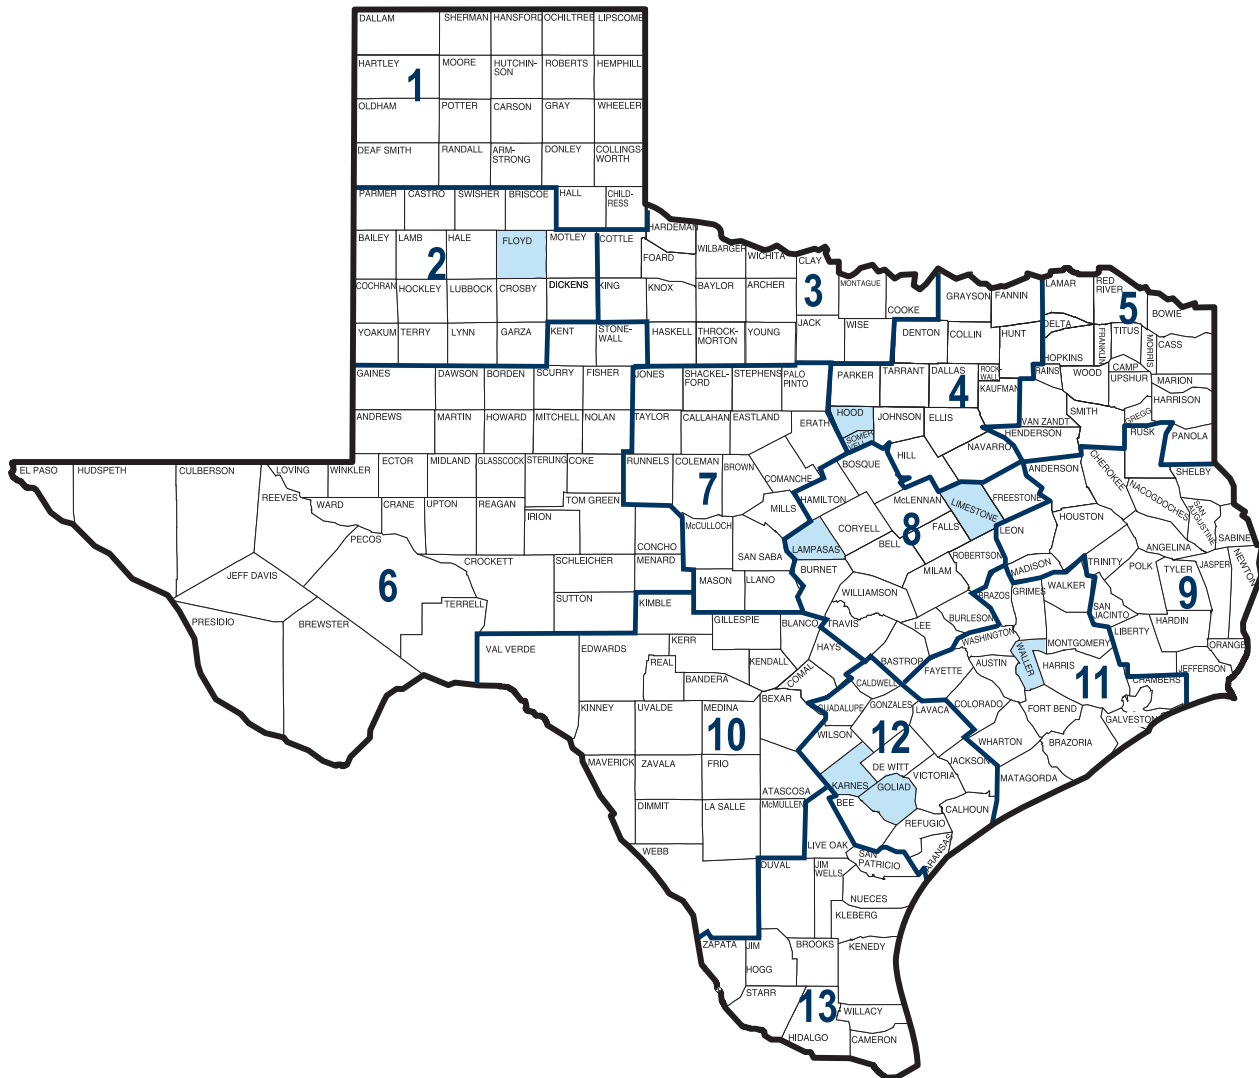 DALLAM SHERMAN HANSFORD OCHILTREE LIPSCOMB
HARTLEY MOORE HUTCHIN-
SON ROBERTS HEMPHILL
1
OLDHAM POTTER CARSON GRAY WHEELER
DEAF SMITH RANDALL ARM-
STRONG DONLEY COLLINGS-
WORTH
PARMER CASTRO SWISHER BRISCOE HALL CHILD-
RESS
HARDEMAN
BAILEY LAMB HALE FLOYD MOTLEY COTTLE
2
FOARD WILBARGER WICHITA CLAY
COCHRAN HOCKLEY LUBBOCK CROSBY DICKENS KING KNOX BAYLOR ARCHER MONTAGUE
3
COOKE GRAYSON FANNIN LAMAR RED
RIVER BOWIE
5
YOAKUM TERRY LYNN GARZA KENT STONE-
WALL HASKELL THROCK-
MORTON YOUNG JACK WISE DENTON COLLIN HUNT DELTA
HOPKINS FRANKLIN TITUS MORRIS CASS
CAMP
GAINES DAWSON BORDEN SCURRY FISHER JONES SHACKEL-
FORD STEPHENS PALO
PINTO PARKER TARRANT DALLAS ROCK-
WALL KAUFMAN RAINS WOOD UPSHUR MARION
4
HARRISON
ANDREWS MARTIN HOWARD MITCHELL NOLAN TAYLOR CALLAHAN EASTLAND ERATH HOOD JOHNSON ELLIS VAN ZANDT SMITH GREGG
SOMER
VELL
HENDERSON RUSK PANOLA
NAVARRO
EL PASO HUDSPETH CULBERSON LOVING WINKLER ECTOR MIDLAND GLASSCOCK STERLING COKE RUNNELS COLEMAN BROWN COMANCHE BOSQUE HILL ANDERSON CHEROKEE SHELBY
7
REEVES WARD CRANE UPTON REAGAN TOM GREEN HAMILTON McLENNAN LIMESTONE FREESTONE NACOGDOCHES SAN
AUGUSTINE
IRION MILLS McCULLOCH CORYELL FALLS LEON HOUSTON SABINE
8
PECOS CONCHO SAN SABA LAMPASAS BELL ANGELINA
JEFF DAVIS CROCKETT SCHLEICHER MENARD BURNET ROBERTSON MADISON TRINITY POLK TYLER JASPER NEWTON
6
MASON LLANO MILAM
TERRELL SUTTON KIMBLE WILLIAMSON BRAZOS GRIMES WALKER
9
PRESIDIO BREWSTER GILLESPIE BLANCO TRAVIS LEE BURLESON SAN
JACINTO HARDIN
WASHINGTON LIBERTY
VAL VERDE EDWARDS KERR HAYS MONTGOMERY ORANGE
REAL KENDALL BASTROP FAYETTE AUSTIN WALLER HARRIS JEFFERSON
BANDERA COMAL CALDWELL CHAMBERS
11
KINNEY UVALDE MEDINA BEXAR GUADALUPE GONZALES LAVACA COLORADO FORT BEND GALVESTON
10
WILSON
12
WHARTON BRAZORIA
MAVERICK ZAVALA FRIO DE WITT JACKSON
KARNES GOLIAD VICTORIA MATAGORDA
ATASCOSA
DIMMIT LA SALLE McMULLEN BEE CALHOUN
REFUGIO
WEBB LIVE OAK SAN
PATRICIO ARANSAS
DUVAL JIM
WELLS
NUECES
KLEBERG
ZAPATA JIM
HOGG BROOKS KENEDY
STARR
13
WILLACY
HIDALGO CAMERON